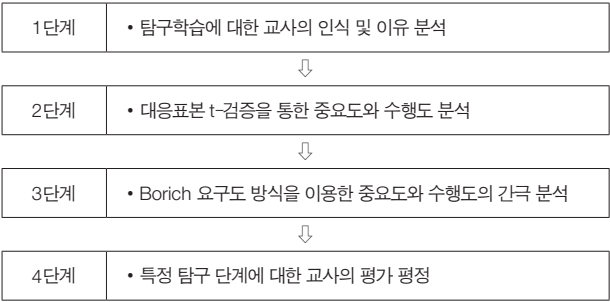 1단계 • 탐구학습에 대한 교사의 인식 및 이유 분석
⇩
2단계 • 대응표본 t-검증을 통한 중요도와 수행도 분석
⇩
3단계 • Borich 요구도 방식을 이용한 중요도와 수행도의 간극 분석
⇩
4단계 • 특정 탐구 단계에 대한 교사의 평가 평정